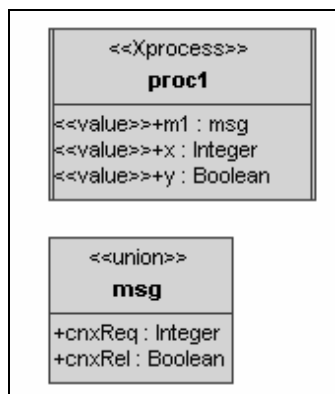 <<Xprocess>>
proc1
<<value>>+m1 : msg
<<value>>+x : Integer
<<value>>+y : Boolean
<<union>>
msg
+cnxReq : Integer
+cnxRel : Boolean